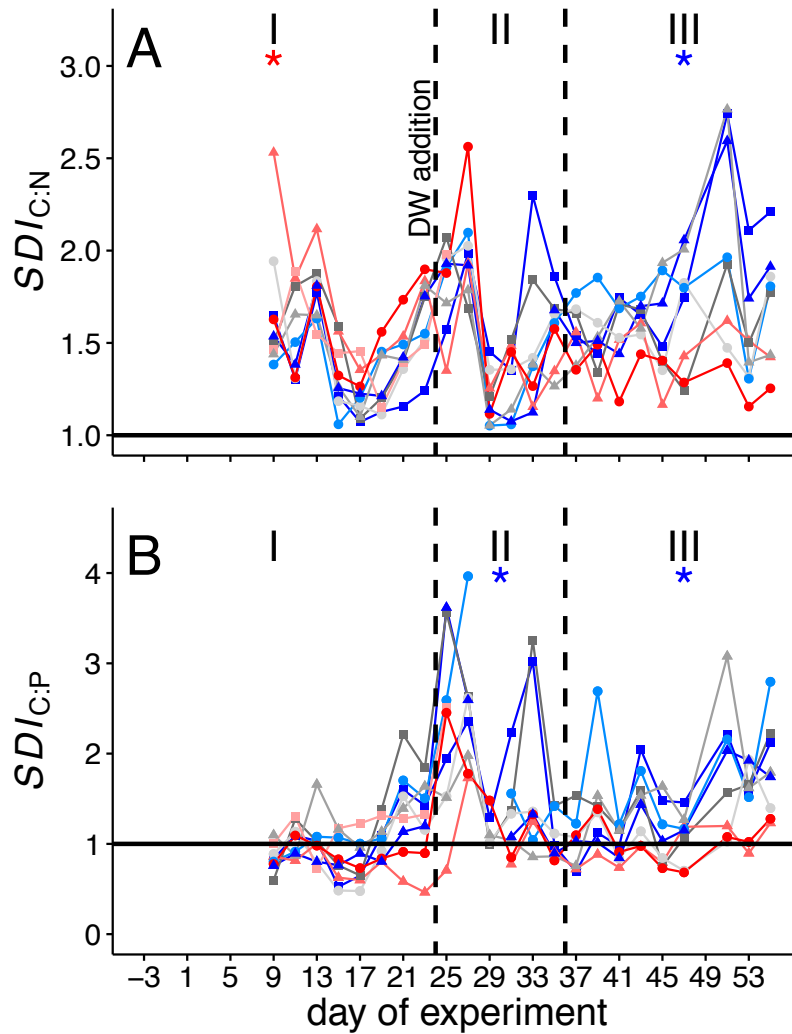 A I II III
* *
3.0
2.5
2.0
1.5
1.0
SDI C:N
DW addition
B I II III
* *
4
3
2
1
0
SDI C:P
−3 1 5 9 13 17 21 25 29 33 37 41 45 49 53
day of experiment